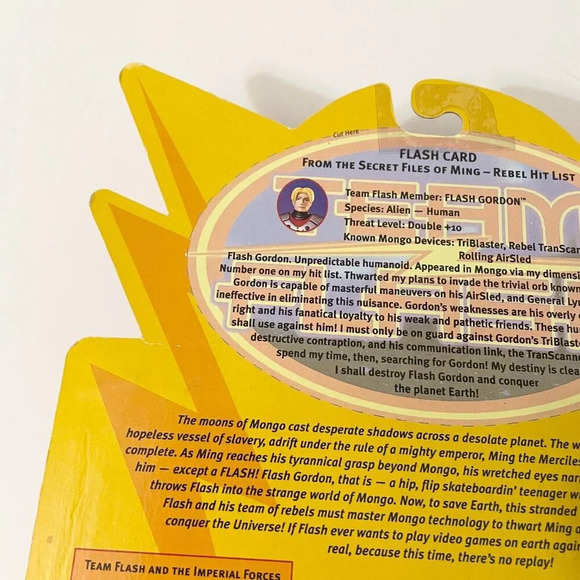 Cut Here
FLASH CARD
FROM THE SECRET FILES OF MING – REBEL HIT LIST
Team Flash Member: FLASH GORDON™
Species: Alien — Human
Threat Level: Double +10
Known Mongo Devices: TriBlaster, Rebel TranScan
Rolling AirSled
Flash Gordon. Unpredictable humanoid. Appeared in Mongo via my dimensi
Number one on my hit list. Thwarted my plans to invade the trivial orb known
Gordon is capable of masterful maneuvers on his AirSled, and General Lyn
ineffective in eliminating this nuisance. Gordon's weaknesses are his overly
right and his fanatical loyalty to his weak and pathetic friends. These hu
shall use against him! I must only be on guard against Gordon's TriBlaste
destructive contraption, and his communication link, the TranScanne
spend my time, then, searching for Gordon! My destiny is clea
I shall destroy Flash Gordon and conquer
the planet Earth!
TEAM
FLASH
The moons of Mongo cast desperate shadows across a desolate planet. The w
hopeless vessel of slavery, adrift under the rule of a mighty emperor, Ming the Merciles
complete. As Ming reaches his tyrannical grasp beyond Mongo, his wretched eyes nar
him — except a FLASH! Flash Gordon, that is — a hip, flip skateboardin' teenager w
throws Flash into the strange world of Mongo. Now, to save Earth, this stranded
Flash and his team of rebels must master Mongo technology to thwart Ming a
conquer the Universe! If Flash ever wants to play video games on earth again
real, because this time, there's no replay!
TEAM FLASH AND THE IMPERIAL FORCES